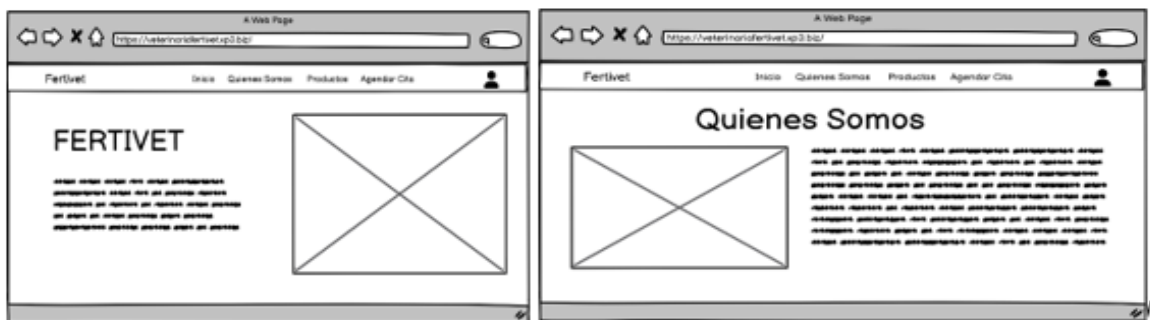 A Web Page
https://veterinariafertivet.xp3.biz/
Fertivet Inicio Quienes Somos Productos Agendar Cita
FERTIVET
A Web Page
https://veterinariafertivet.xp3.biz/
Fertivet Inicio Quienes Somos Productos Agendar Cita
Quienes Somos